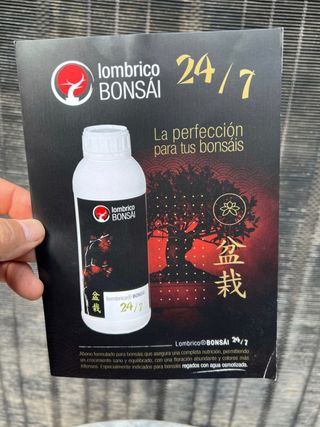 lombrico
BONSÁI
24/7
La perfección
para tus bonsáis
lombrico
BONSÁI
盆栽
lombrico® BONSÁI
24/7
盆栽
Lombrico® BONSÁI 24/7
Abono formulado para bonsáis que asegura una completa nutrición, permitiendo
un crecimiento sano y equilibrado, con una floración abundante y colores más
intensos. Especialmente indicados para bonsáis regados con agua osmotizada.